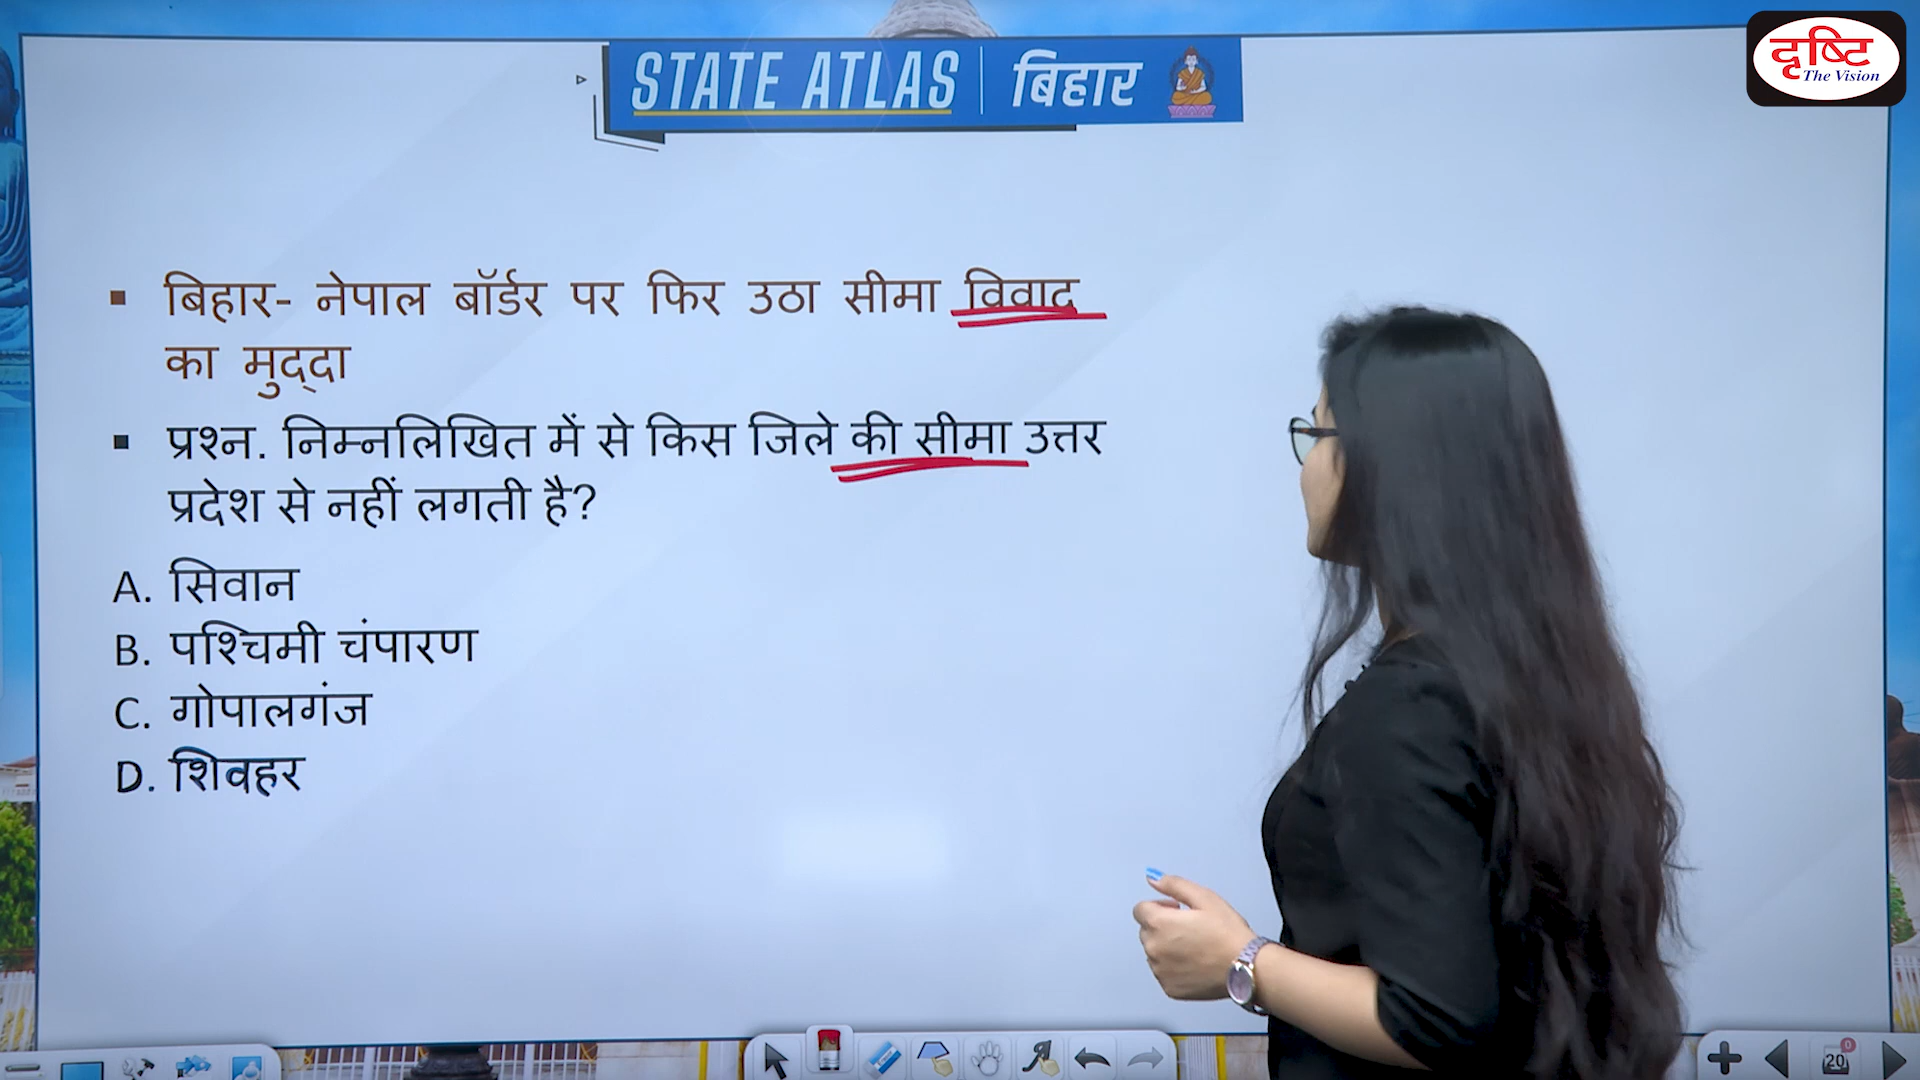 STATE ATLAS | बिहार
दृष्टि
The Vision
▪ बिहार- नेपाल बॉर्डर पर फिर उठा सीमा विवाद
का मुद्दा
▪ प्रश्न. निम्नलिखित में से किस जिले की सीमा उत्तर
प्रदेश से नहीं लगती है?
A. सिवान
B. पश्चिमी चंपारण
C. गोपालगंज
D. शिवहर
20
0